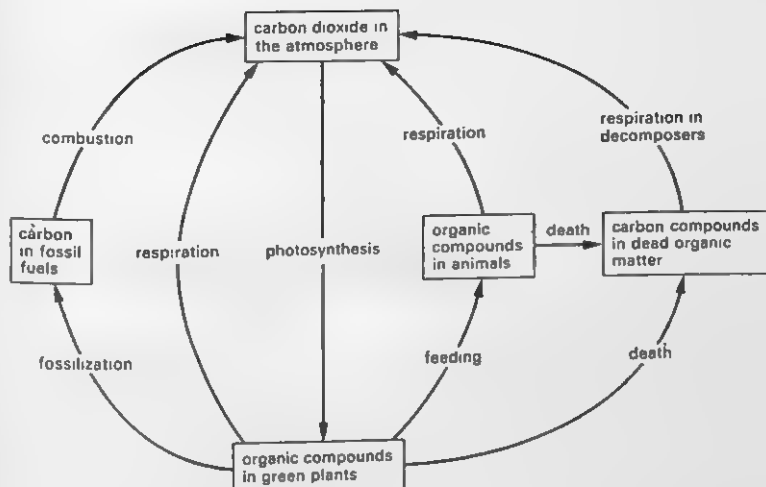 carbon dioxide in
the atmosphere
combustion
respiration
respiration in
decomposers
carbon
in fossil
fuels
respiration
photosynthesis
organic
compounds
in animals
death
carbon compounds
in dead organic
matter
fossilization
feeding
death
organic compounds
in green plants